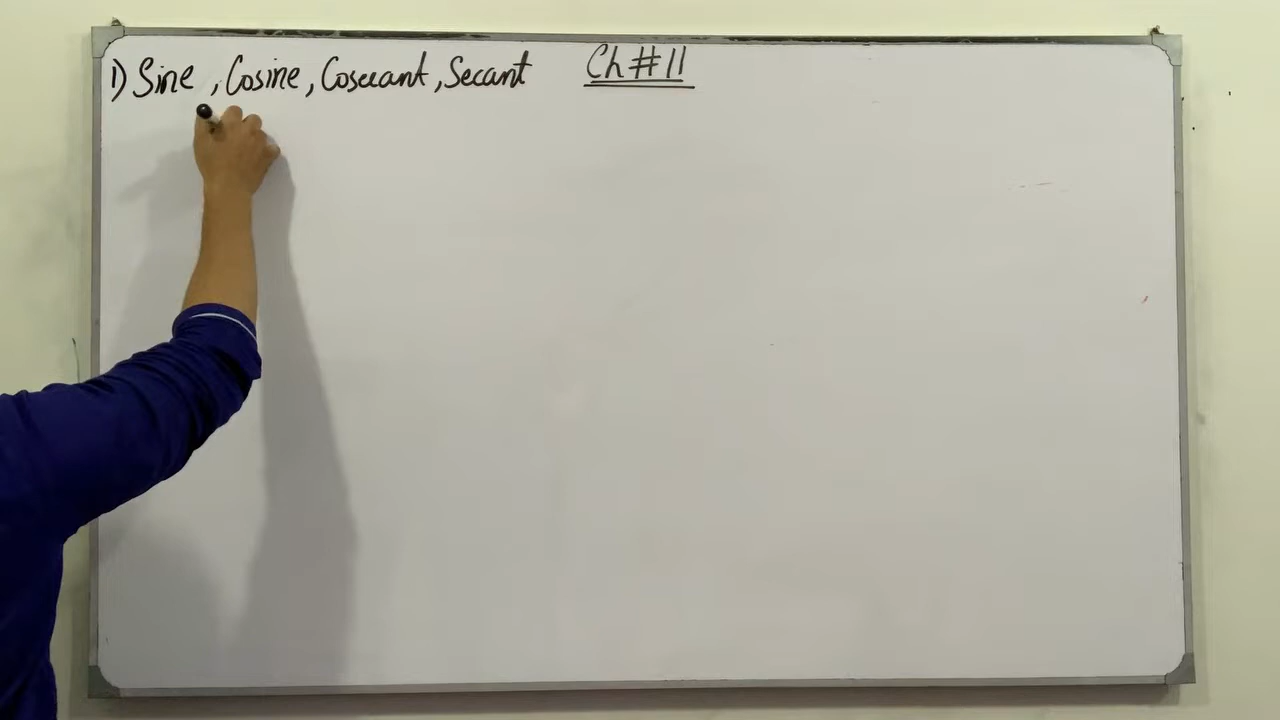 1) Sine , Cosine, Cosecant, Secant Ch # 11